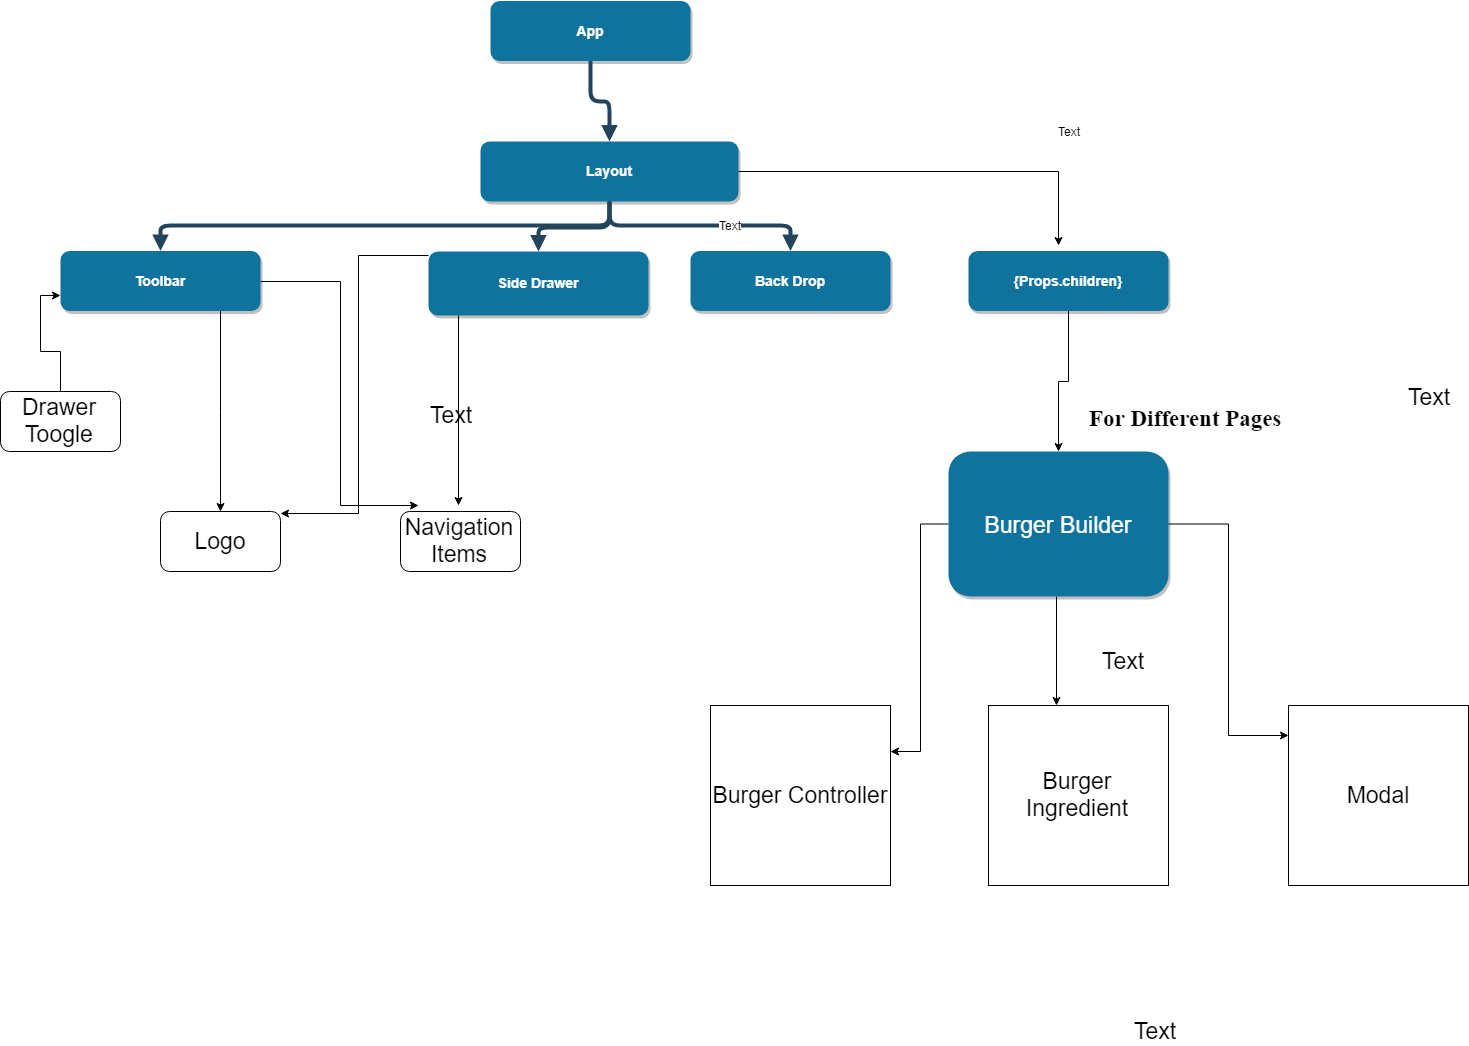 App
Text
Layout
Text
Toolbar
Side Drawer
Back Drop
{Props.children}
Drawer
Toogle
Text
For Different Pages
Text
Logo
Navigation
Items
Burger Builder
Text
Burger Controller
Burger
Ingredient
Modal
Text